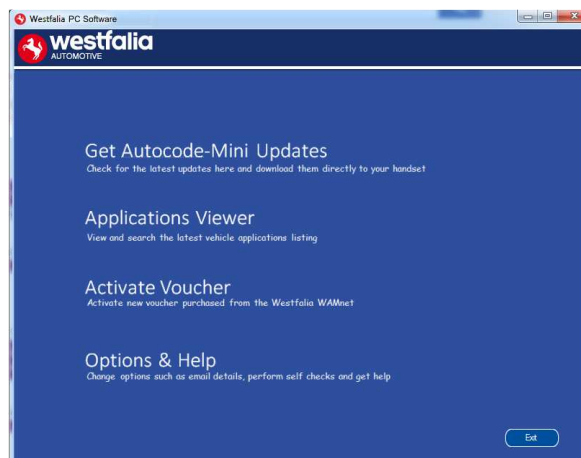 Westfalia PC Software
westfalia
AUTOMOTIVE
Get Autocode-Mini Updates
Check for the latest updates here and download them directly to your handset
Applications Viewer
View and search the latest vehicle applications listing
Activate Voucher
Activate new voucher purchased from the Westfalia WAMnet
Options & Help
Change options such as email details, perform self checks and get help
Exit